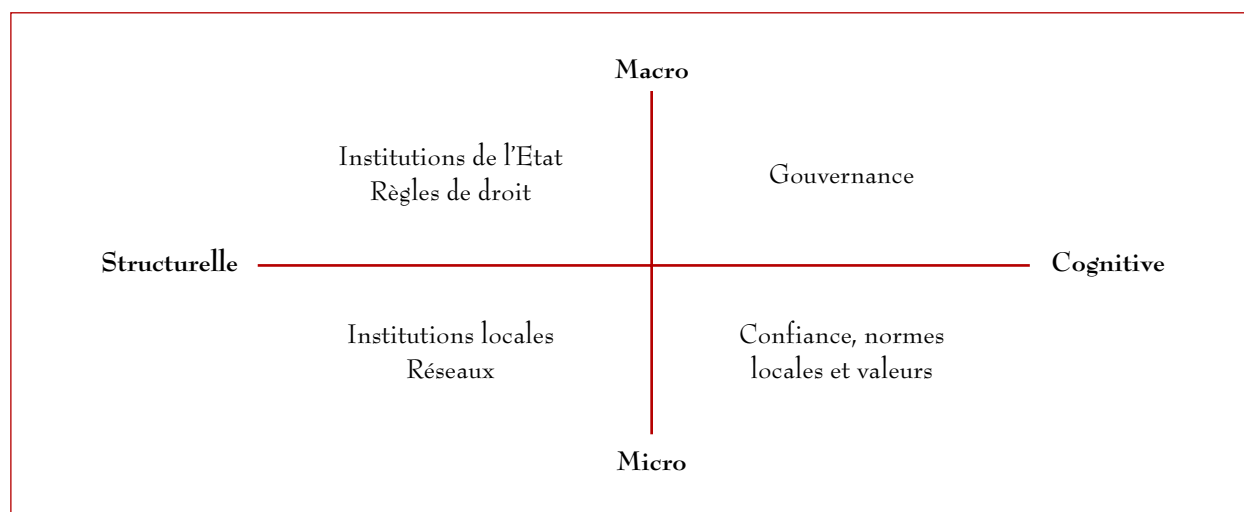 Macro
Institutions de l'Etat
Règles de droit
Gouvernance
Structurelle
Cognitive
Institutions locales
Réseaux
Confiance, normes
locales et valeurs
Micro